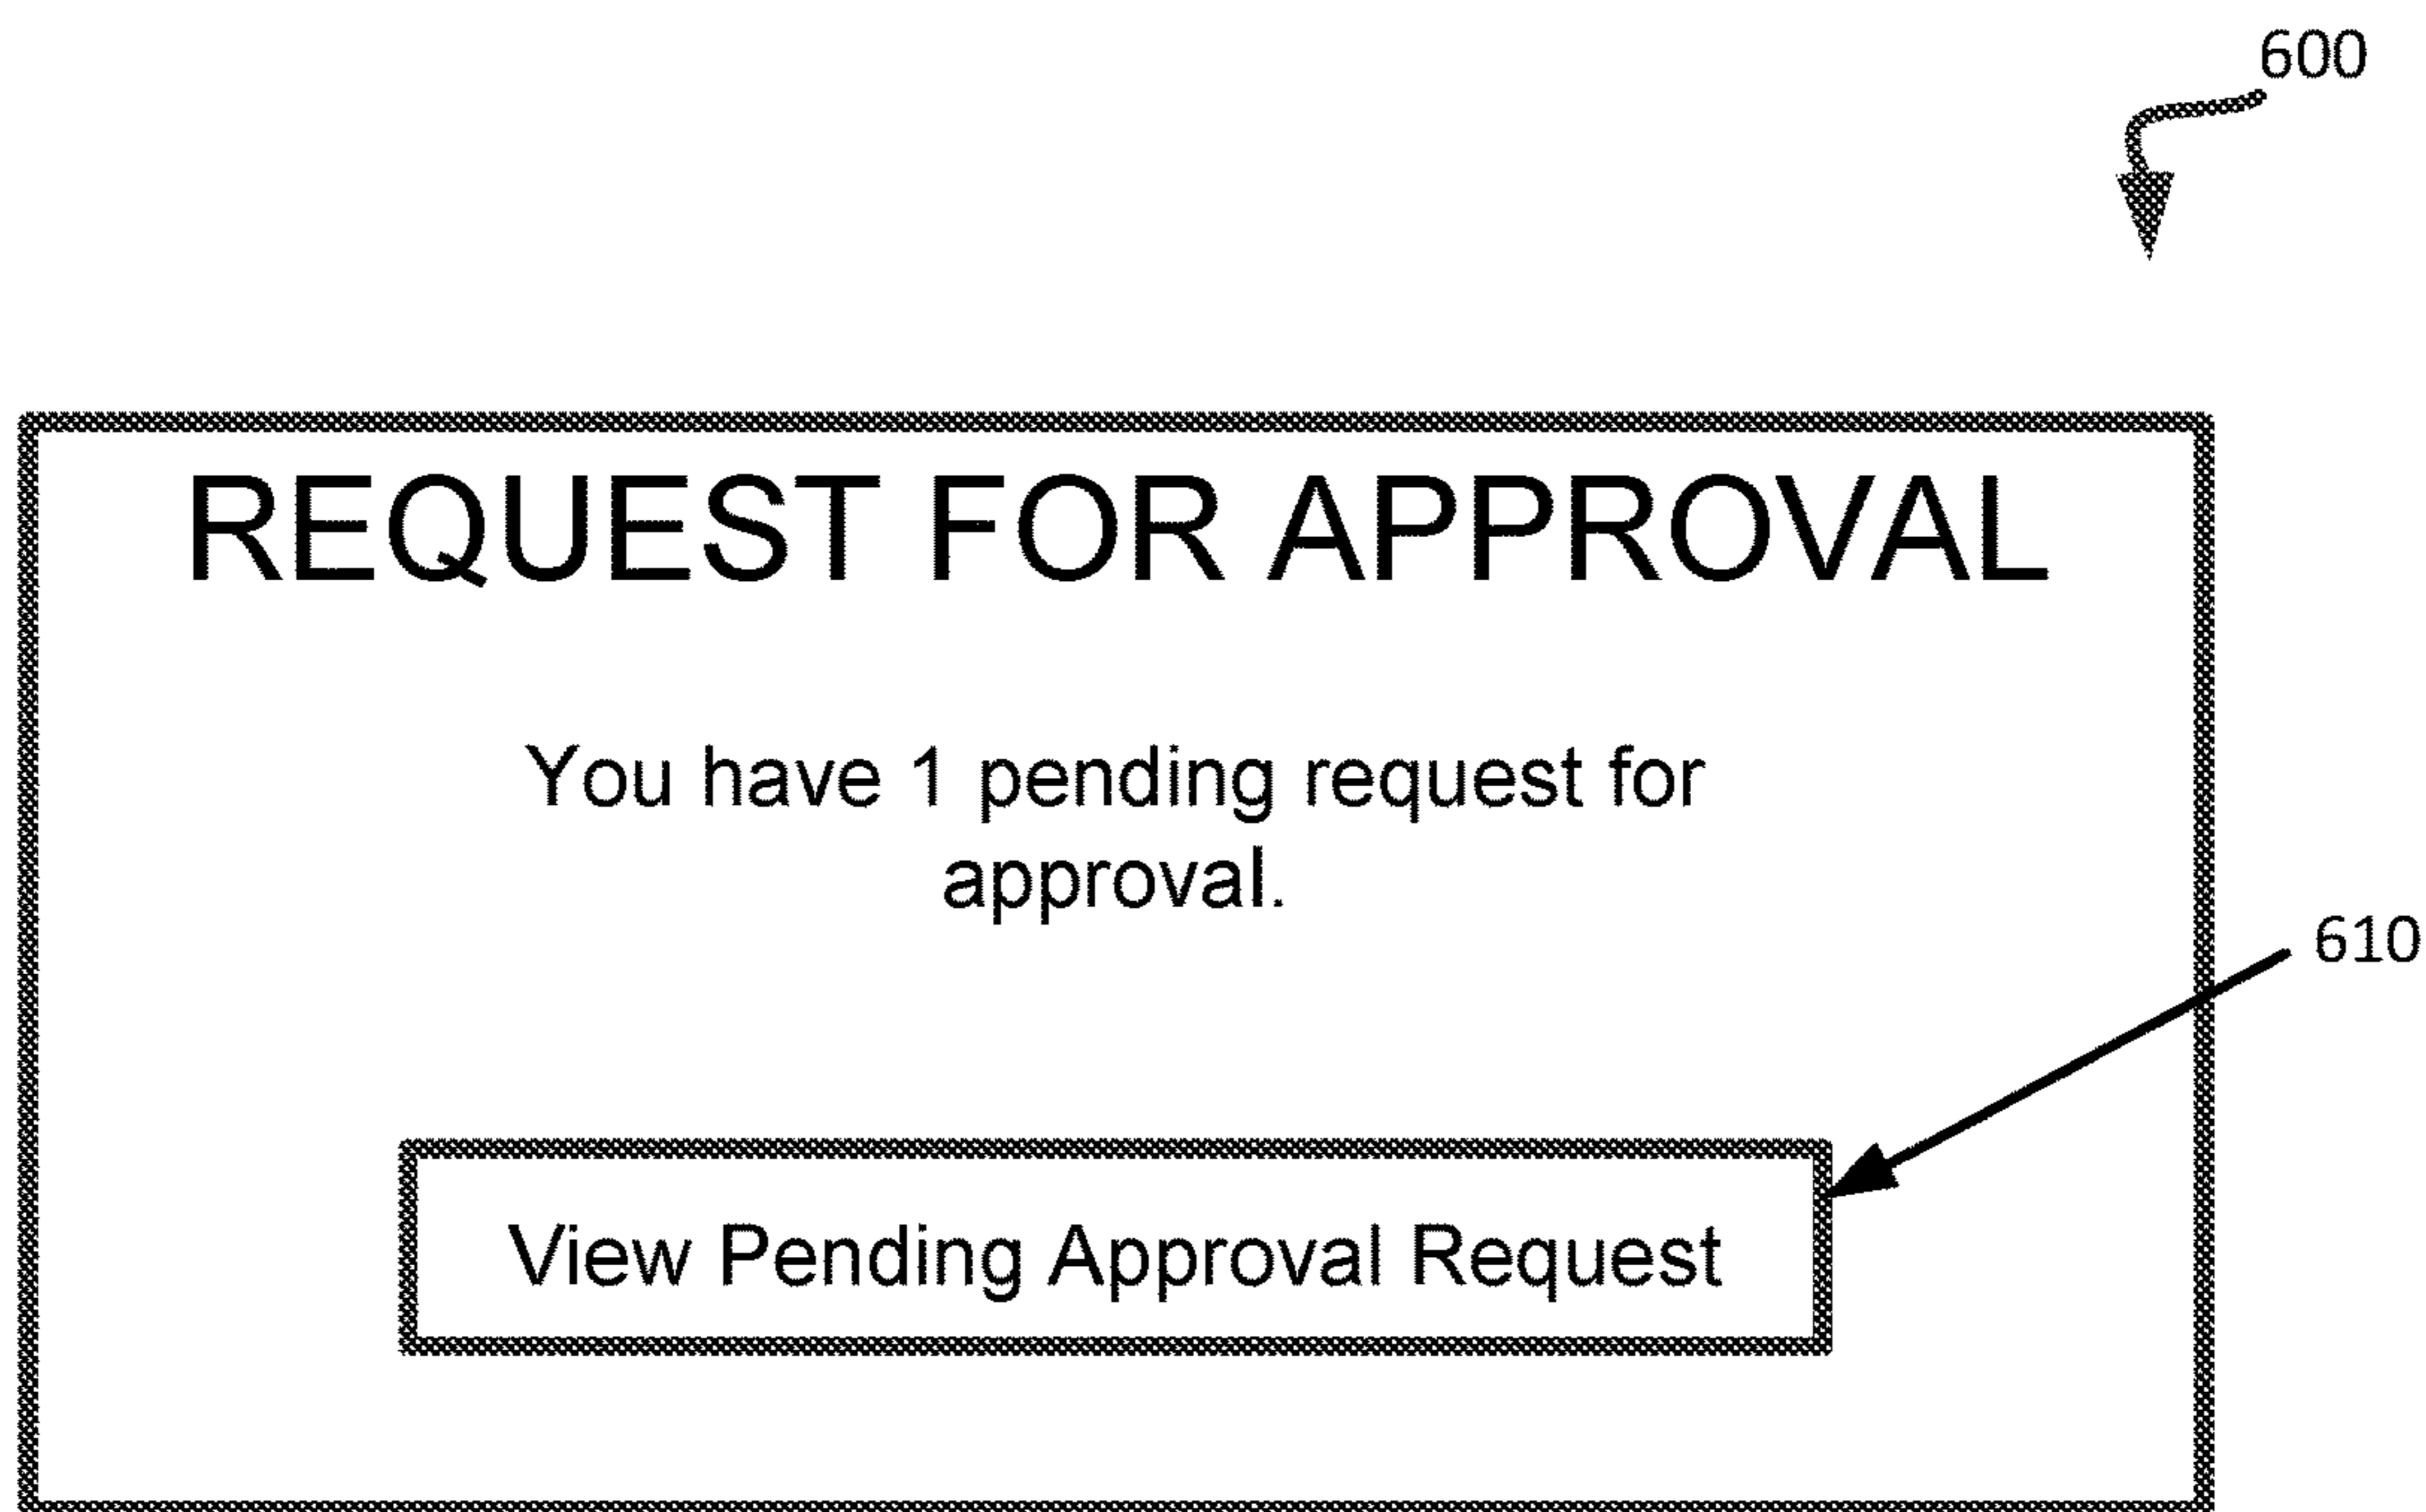 600
REQUEST FOR APPROVAL
You have 1 pending request for
approval.
610
View Pending Approval Request